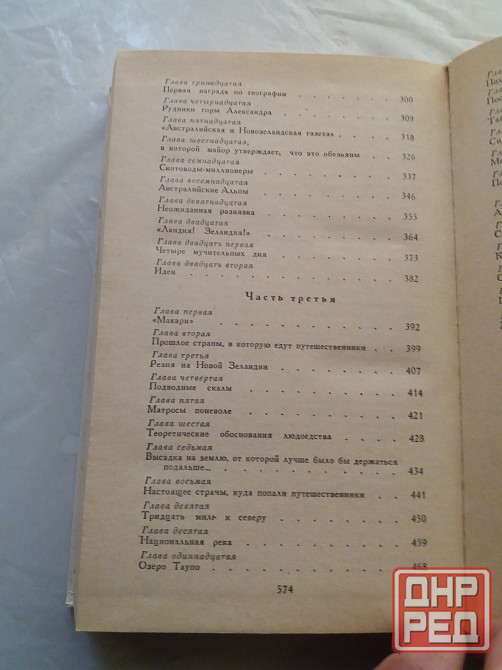 Глава тринадцатая
Первая награда по географии . . . . . . 300
Глава четырнадцатая
Рудники горы Александра . . . . . . . 309
Глава пятнадцатая
«Австралийская и Новозеландская газета» . . . 318
Глава шестнадцатая,
в которой майор утверждает, что это обезьяны . . 326
Глава семнадцатая
Скотоводы-миллионеры . . . . . . . . 337
Глава восемнадцатая
Австралийские Альпы . . . . . . . . 346
Глава девятнадцатая
Неожиданная развязка . . . . . . . . 355
Глава двадцатая
«Ландия! Зеландия!» . . . . . . . . 364
Глава двадцать первая
Четыре мучительных дня . . . . . . . 373
Глава двадцать вторая
Иден . . . . . . . . . . . . 382
Часть третья
Глава первая
«Макари» . . . . . . . . . . 392
Глава вторая
Прошлое страны, в которую едут путешественники . . 399
Глава третья
Резня на Новой Зеландии . . . . . . . 407
Глава четвертая
Подводные скалы . . . . . . . . . 414
Глава пятая
Матросы поневоле . . . . . . . . . 421
Глава шестая
Теоретические обоснования людоедства . . . . 428
Глава седьмая
Высадка на землю, от которой лучше было бы держаться
подальше... . . . . . . . . . . 434
Глава восьмая
Настоящее страны, куда попали путешественники . . 441
Глава девятая
Тридцать миль к северу . . . . . . . 450
Глава десятая
Национальная река . . . . . . . . . 459
Глава одиннадцатая
Озеро Таупо . . . . . . . . . . 468
574
ДНР
РЕД